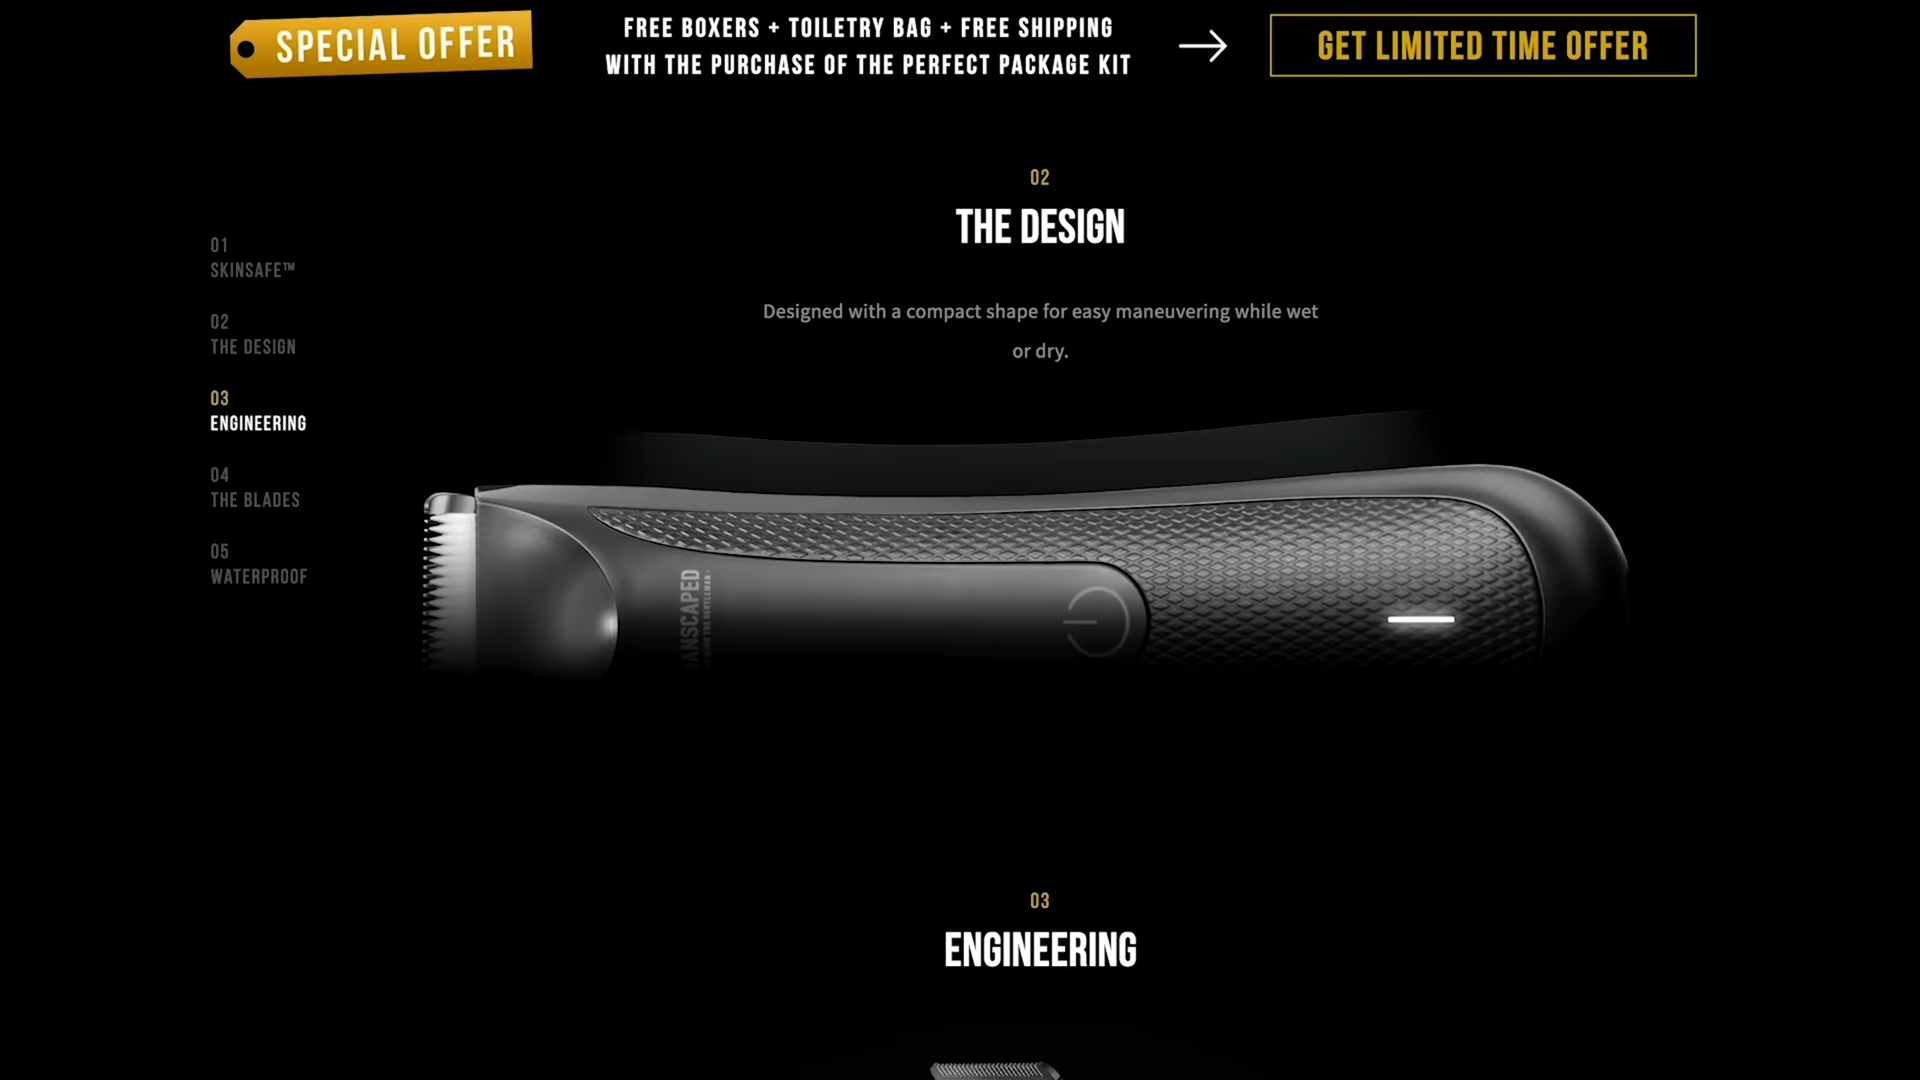 SPECIAL OFFER
FREE BOXERS + TOILETRY BAG + FREE SHIPPING
WITH THE PURCHASE OF THE PERFECT PACKAGE KIT
GET LIMITED TIME OFFER
01
SKINSAFE™
02
THE DESIGN
03
ENGINEERING
04
THE BLADES
05
WATERPROOF
02
THE DESIGN
Designed with a compact shape for easy maneuvering while wet
or dry.
03
ENGINEERING